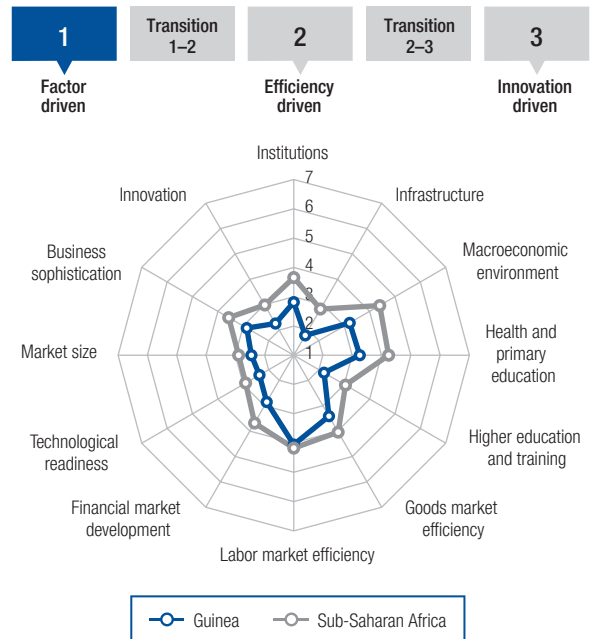 1
Transition
1–2
2
Transition
2–3
3
Factor
driven
Efficiency
driven
Innovation
driven
Institutions
7
Innovation
Infrastructure
6
5
Business
sophistication
Macroeconomic
environment
4
3
2
Market size
1
Health and
primary
education
Technological
readiness
Higher education
and training
Financial market
development
Goods market
efficiency
Labor market efficiency
Guinea
Sub-Saharan Africa